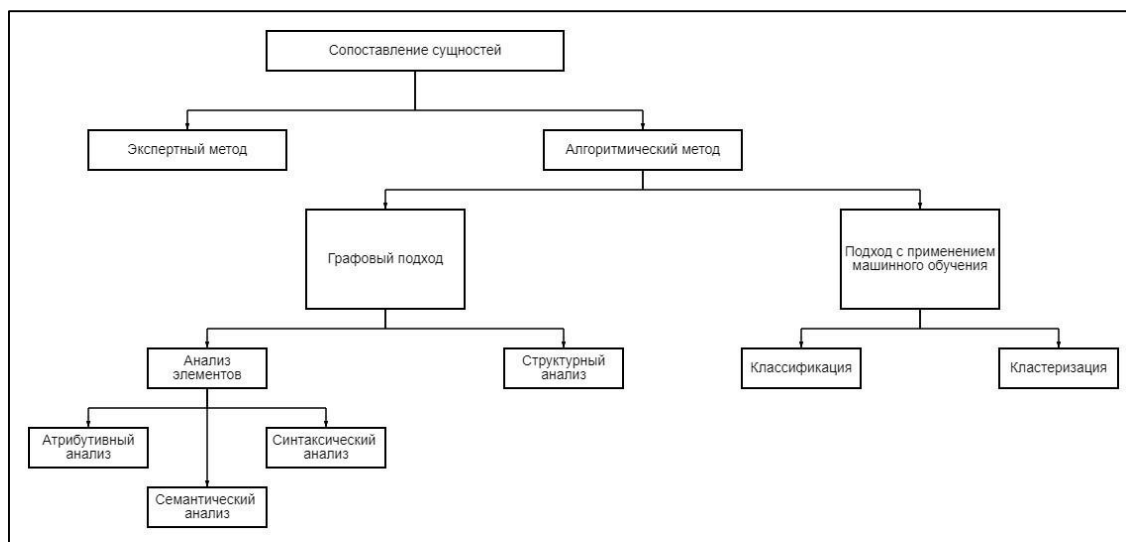 Сопоставление сущностей
Экспертный метод
Алгоритмический метод
Графовый подход
Подход с применением
машинного обучения
Анализ
элементов
Структурный
анализ
Классификация
Кластеризация
Атрибутивный
анализ
Синтаксический
анализ
Семантический
анализ